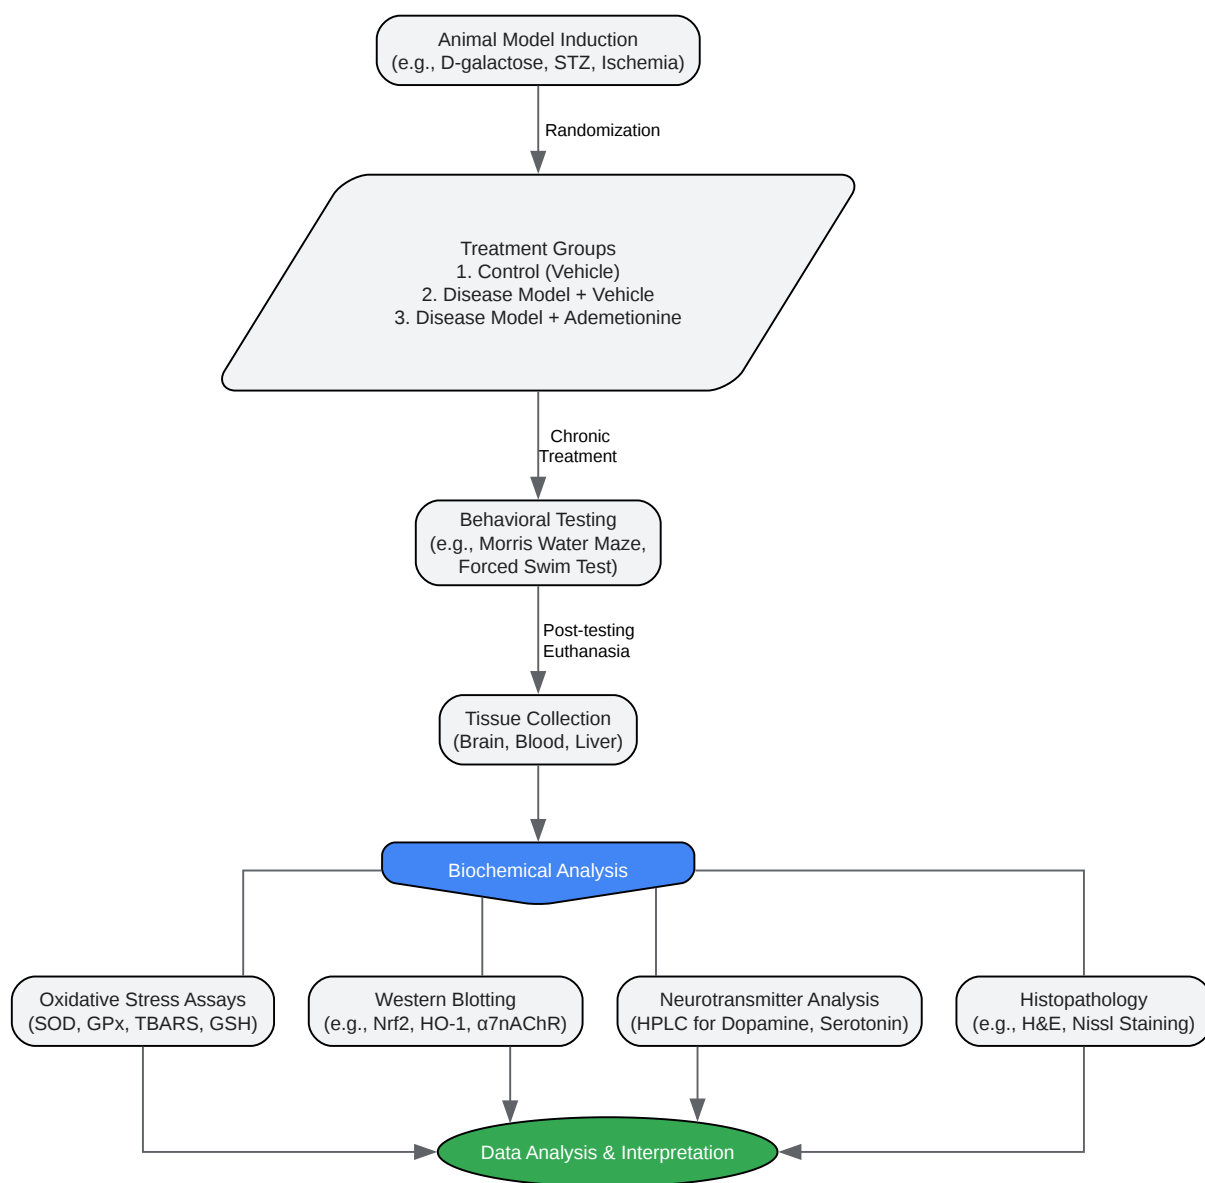 Animal Model Induction
(e.g., D-galactose, STZ, Ischemia)
Randomization
Treatment Groups
1. Control (Vehicle)
2. Disease Model + Vehicle
3. Disease Model + Ademetionine
Chronic
Treatment
Behavioral Testing
(e.g., Morris Water Maze,
Forced Swim Test)
Post-testing
Euthanasia
Tissue Collection
(Brain, Blood, Liver)
Biochemical Analysis
Oxidative Stress Assays
(SOD, GPx, TBARS, GSH)
Western Blotting
(e.g., Nrf2, HO-1, α7nAChR)
Neurotransmitter Analysis
(HPLC for Dopamine, Serotonin)
Histopathology
(e.g., H&E, Nissl Staining)
Data Analysis & Interpretation